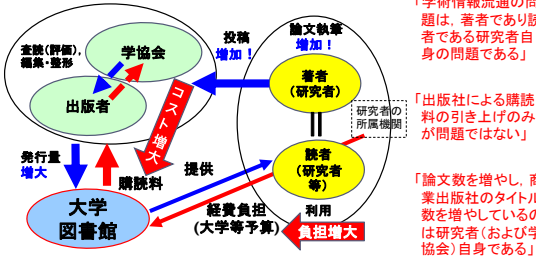 査読(評価),
編集・整形
学協会
出版者
投稿
増加！
論文執筆
増加！
著者
(研究者)
研究者の
所属機関
読者
(研究者
等)
コスト増大
発行量
増大
購読料
提供
大学
図書館
経費負担
(大学等予算)
利用
負担増大
「学術情報流通の問
題は，著者であり読
者である研究者自
身の問題である」
「出版社による購読
料の引き上げのみ
が問題ではない」
「論文数を増やし，商
業出版社のタイトル
数を増やしているの
は研究者(および学
協会)自身である」